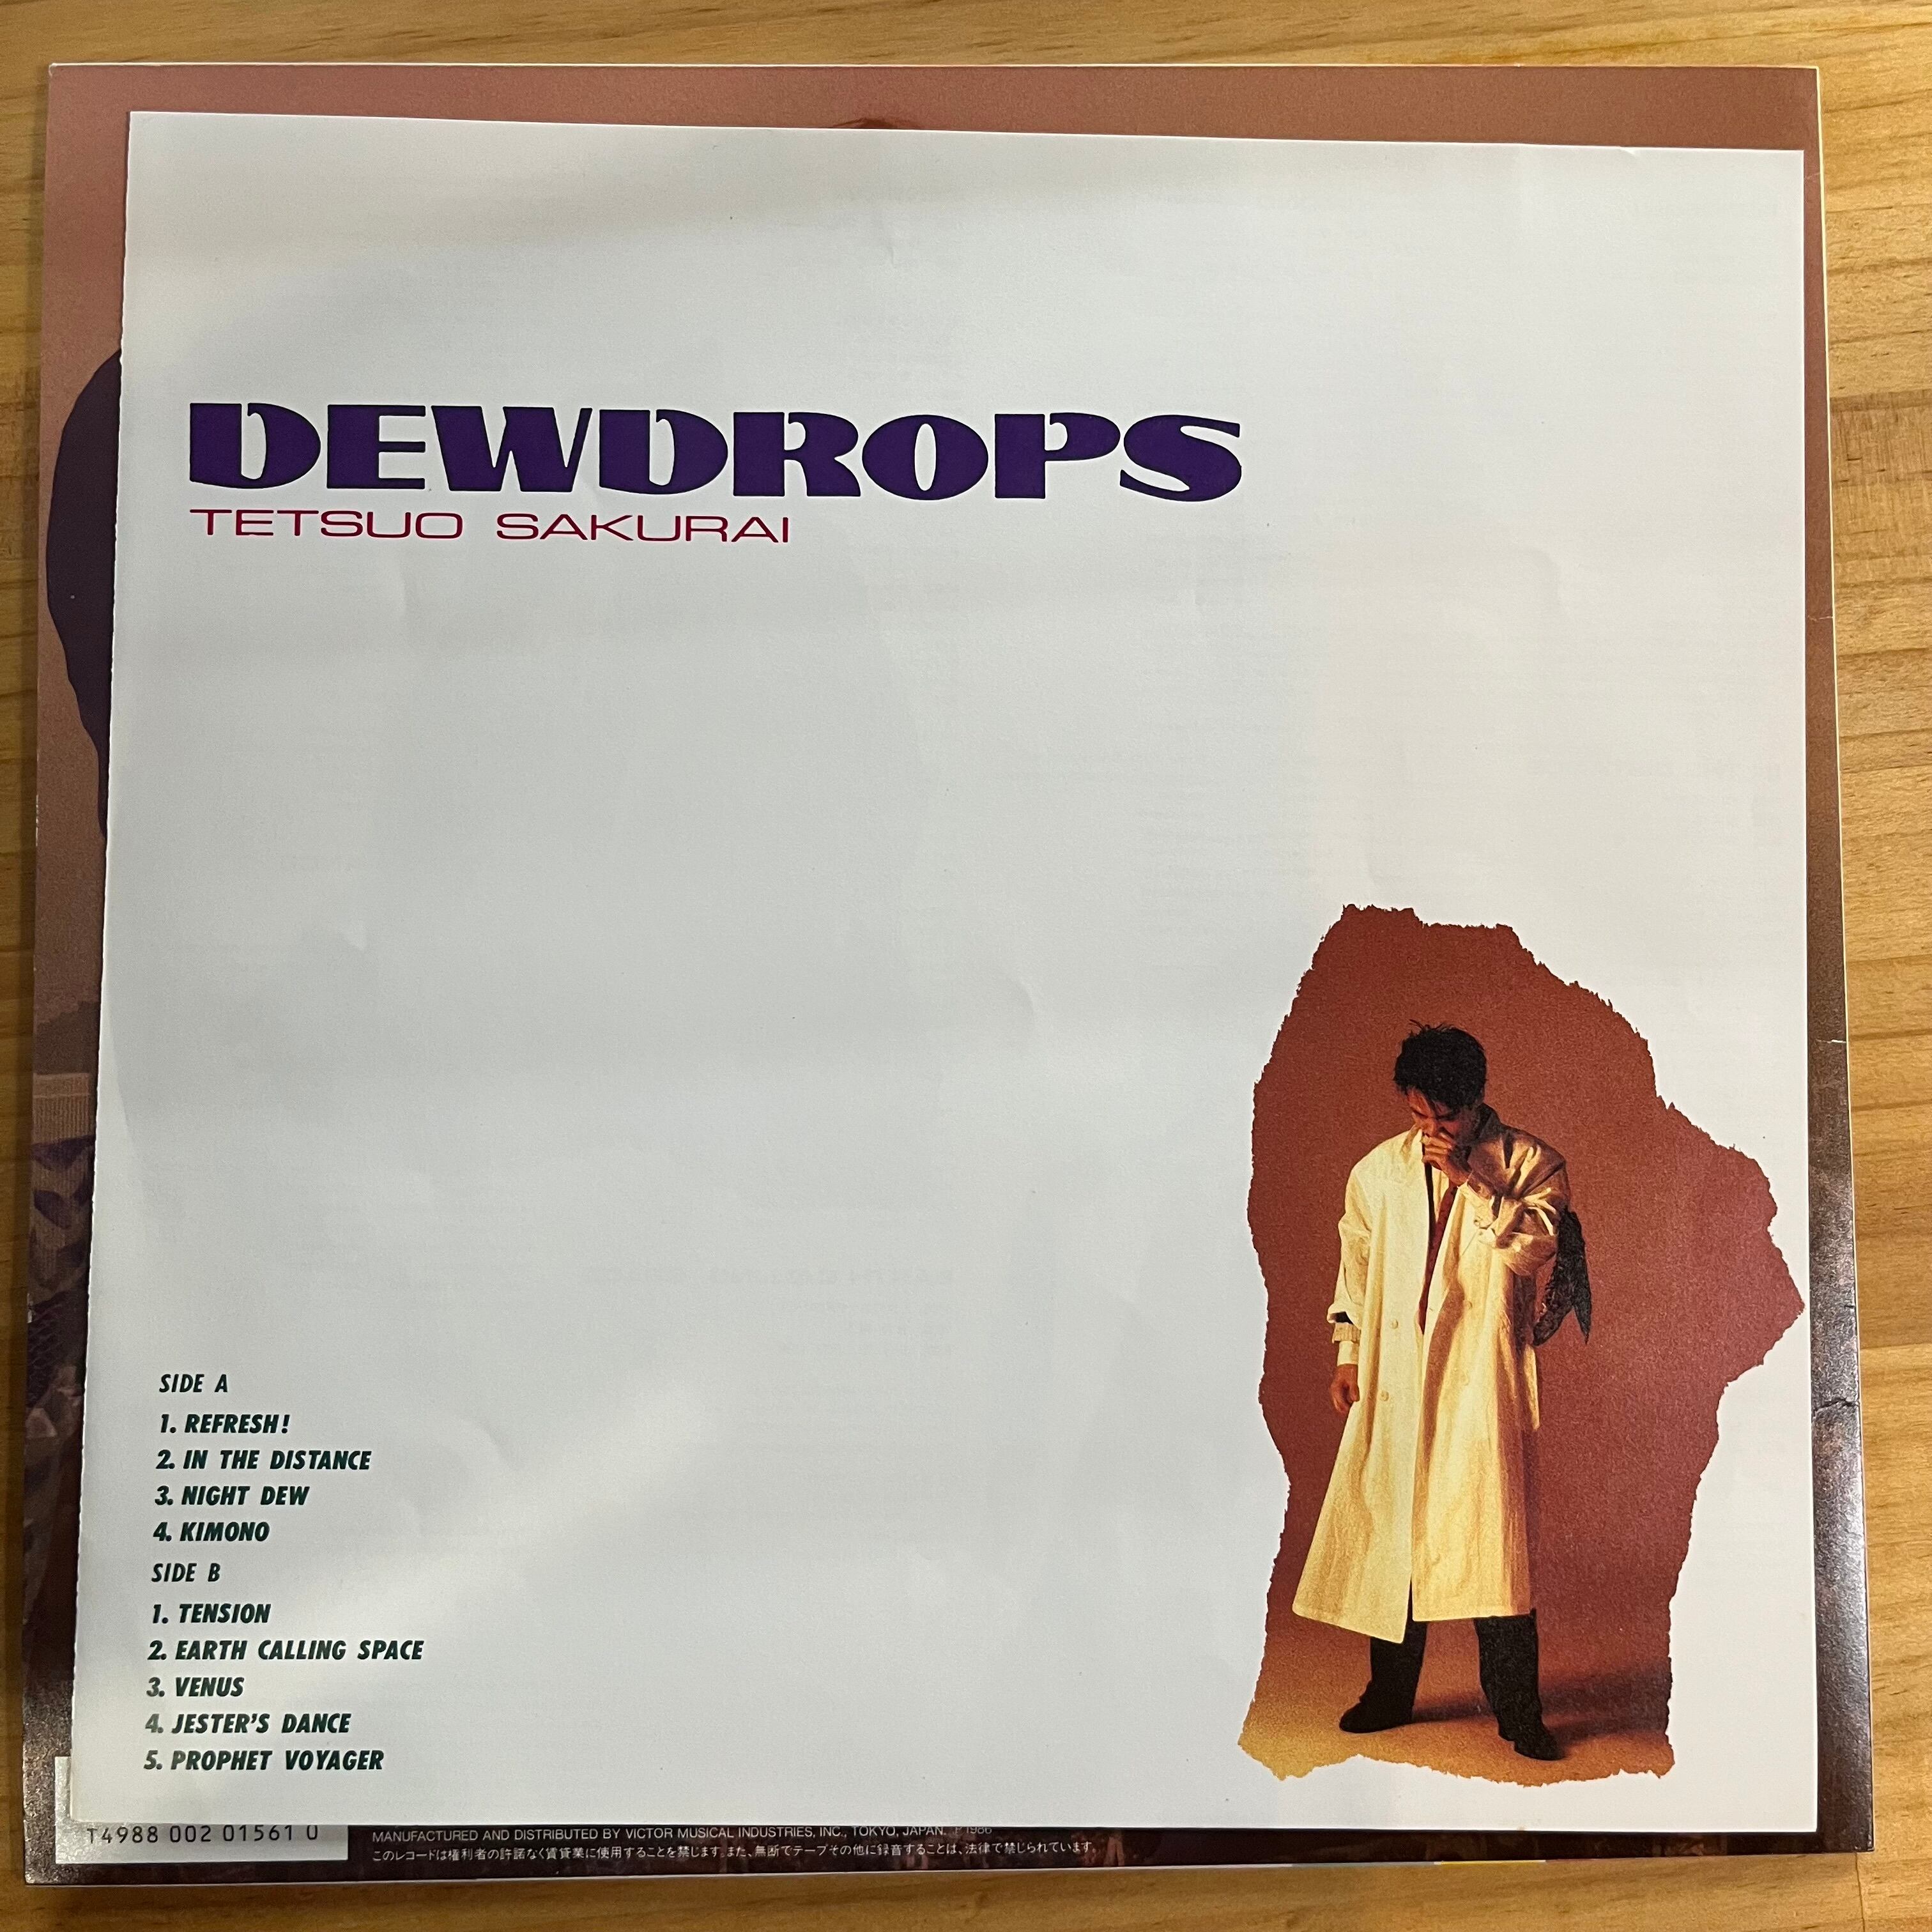 DEWDROPS
TETSUO SAKURAI
SIDE A
1. REFRESH!
2. IN THE DISTANCE
3. NIGHT DEW
4. KIMONO
SIDE B
1. TENSION
2. EARTH CALLING SPACE
3. VENUS
4. JESTER'S DANCE
5. PROPHET VOYAGER
T4988 002 01561 0
MANUFACTURED AND DISTRIBUTED BY VICTOR MUSICAL INDUSTRIES, INC., TOKYO, JAPAN. P 1986
このレコードは権利者の許諾なく賃貸業に使用することを禁じます。また、無断でテープその他に録音することは、法律で禁じられています。